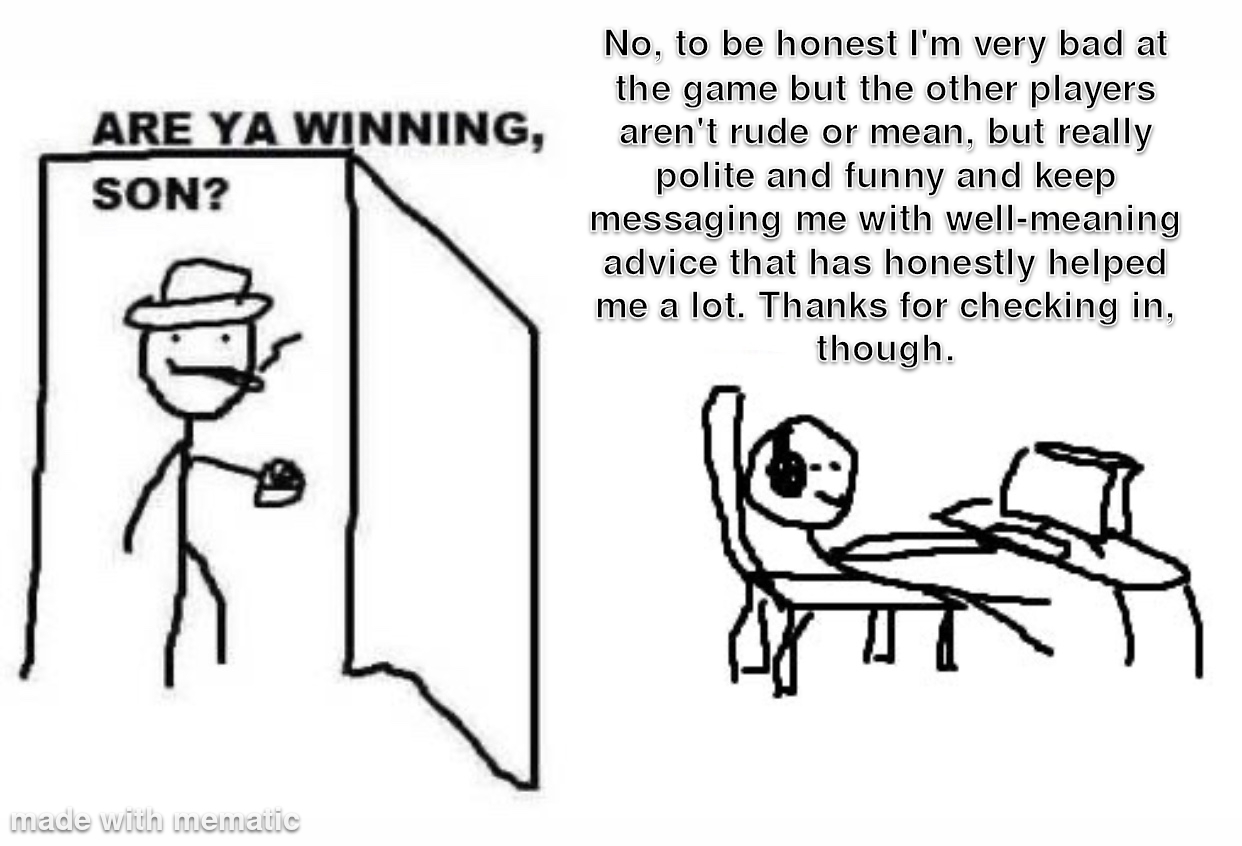 ARE YA WINNING,
SON?
No, to be honest I'm very bad at
the game but the other players
aren't rude or mean, but really
polite and funny and keep
messaging me with well-meaning
advice that has honestly helped
me a lot. Thanks for checking in,
though.
made with mematic